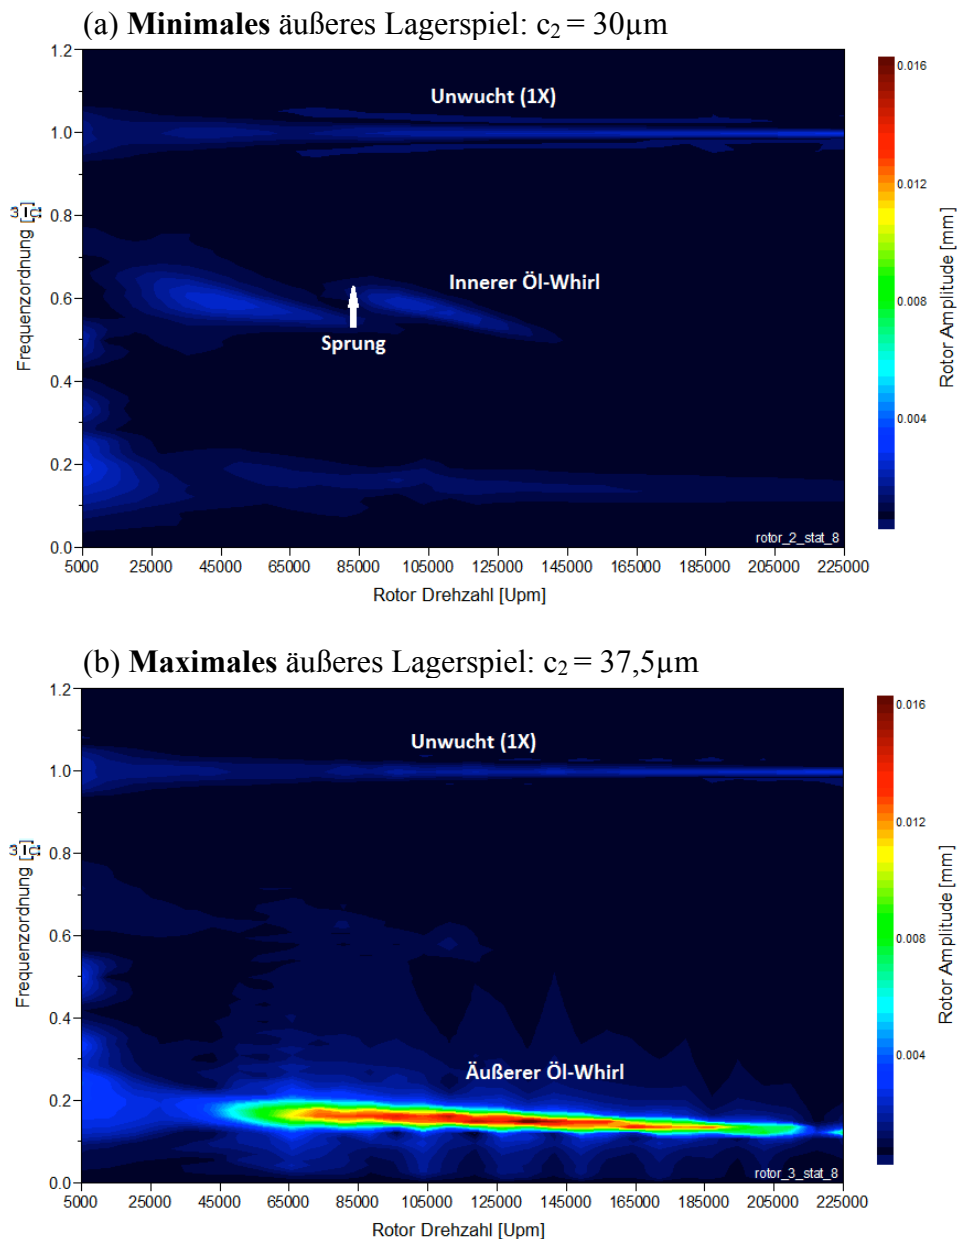 (a) Minimales äußeres Lagerspiel: c₂ = 30µm
1.2
1.0
0.8
0.6
0.4
0.2
0.0
Frequenzordnung
Unwucht (1X)
Innerer Öl-Whirl
Sprung
rotor_2_stat_8
5000 25000 45000 65000 85000 105000 125000 145000 165000 185000 205000 225000
Rotor Drehzahl [Upm]
0.016
0.012
0.008
0.004
Rotor Amplitude [mm]
(b) Maximales äußeres Lagerspiel: c₂ = 37,5µm
1.2
1.0
0.8
0.6
0.4
0.2
0.0
Frequenzordnung
Unwucht (1X)
Äußerer Öl-Whirl
rotor_3_stat_8
5000 25000 45000 65000 85000 105000 125000 145000 165000 185000 205000 225000
Rotor Drehzahl [Upm]
0.016
0.012
0.008
0.004
Rotor Amplitude [mm]